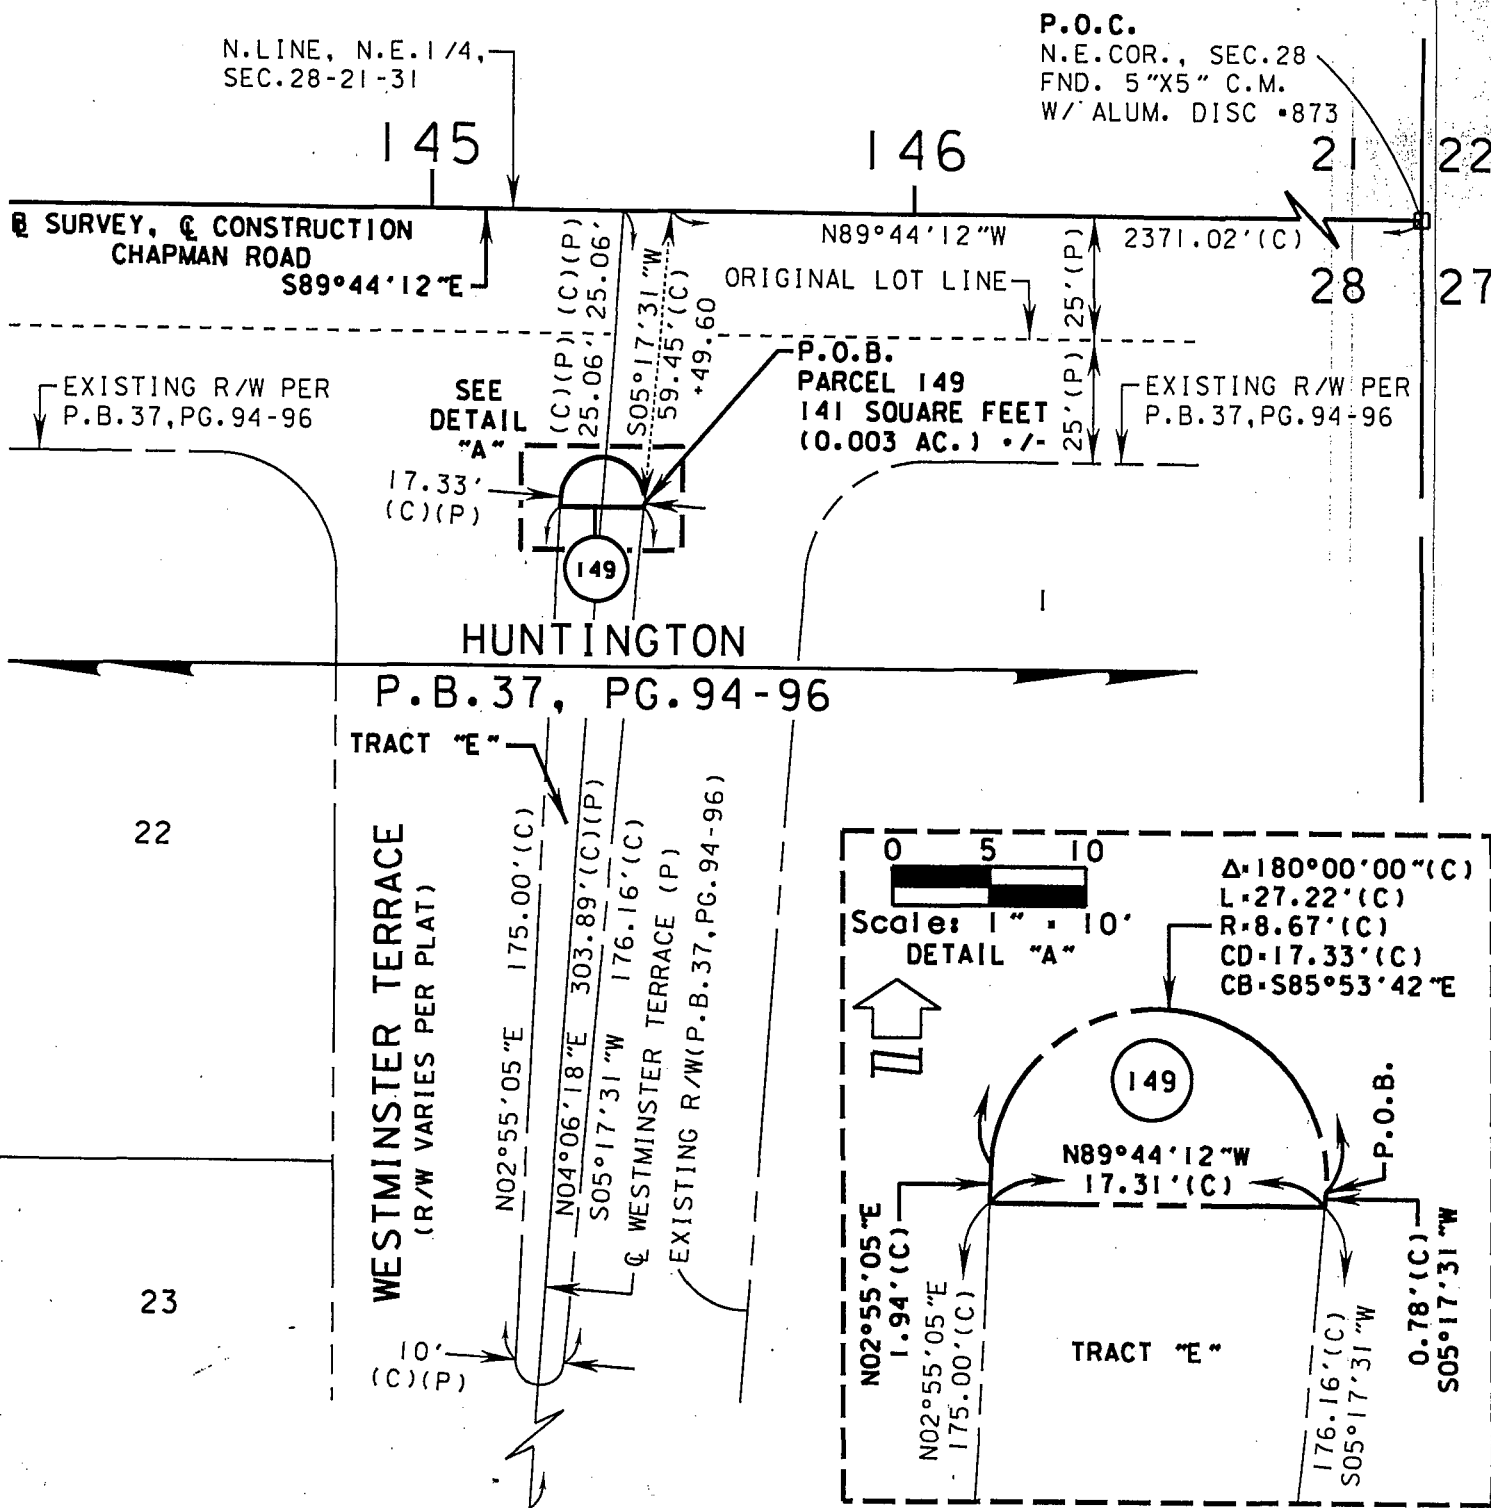 P.O.C.
N.E.COR., SEC.28
FND. 5"X5" C.M.
W/ ALUM. DISC #873
N.LINE, N.E.1/4,
SEC.28-21-31
145
146
21
22
28
27
℄ SURVEY, ℄ CONSTRUCTION
CHAPMAN ROAD
S89°44'12"E
N89°44'12"W
2371.02'(C)
ORIGINAL LOT LINE
25'(P)
25'(P)
(C)(P)
25.06'
(C)(P)
25.06'
S05°17'31"W
59.45'(C)
+49.60
P.O.B.
PARCEL 149
141 SQUARE FEET
(0.003 AC.) +/-
EXISTING R/W PER
P.B.37,PG.94-96
SEE
DETAIL
"A"
EXISTING R/W PER
P.B.37,PG.94-96
17.33'
(C)(P)
149
1
HUNTINGTON
P.B.37, PG.94-96
TRACT "E"
22
23
WESTMINSTER TERRACE
(R/W VARIES PER PLAT)
N02°55'05"E 175.00'(C)
N04°06'18"E 303.89'(C)(P)
S05°17'31"W 176.16'(C)
℄ WESTMINSTER TERRACE (P)
EXISTING R/W(P.B.37,PG.94-96)
10'
(C)(P)
0 5 10
Scale: 1" = 10'
DETAIL "A"
Δ=180°00'00"(C)
L=27.22'(C)
R=8.67'(C)
CD=17.33'(C)
CB=S85°53'42"E
149
P.O.B.
N89°44'12"W
17.31'(C)
N02°55'05"E
1.94'(C)
N02°55'05"E
175.00'(C)
TRACT "E"
176.16'(C)
S05°17'31"W
0.78'(C)
S05°17'31"W